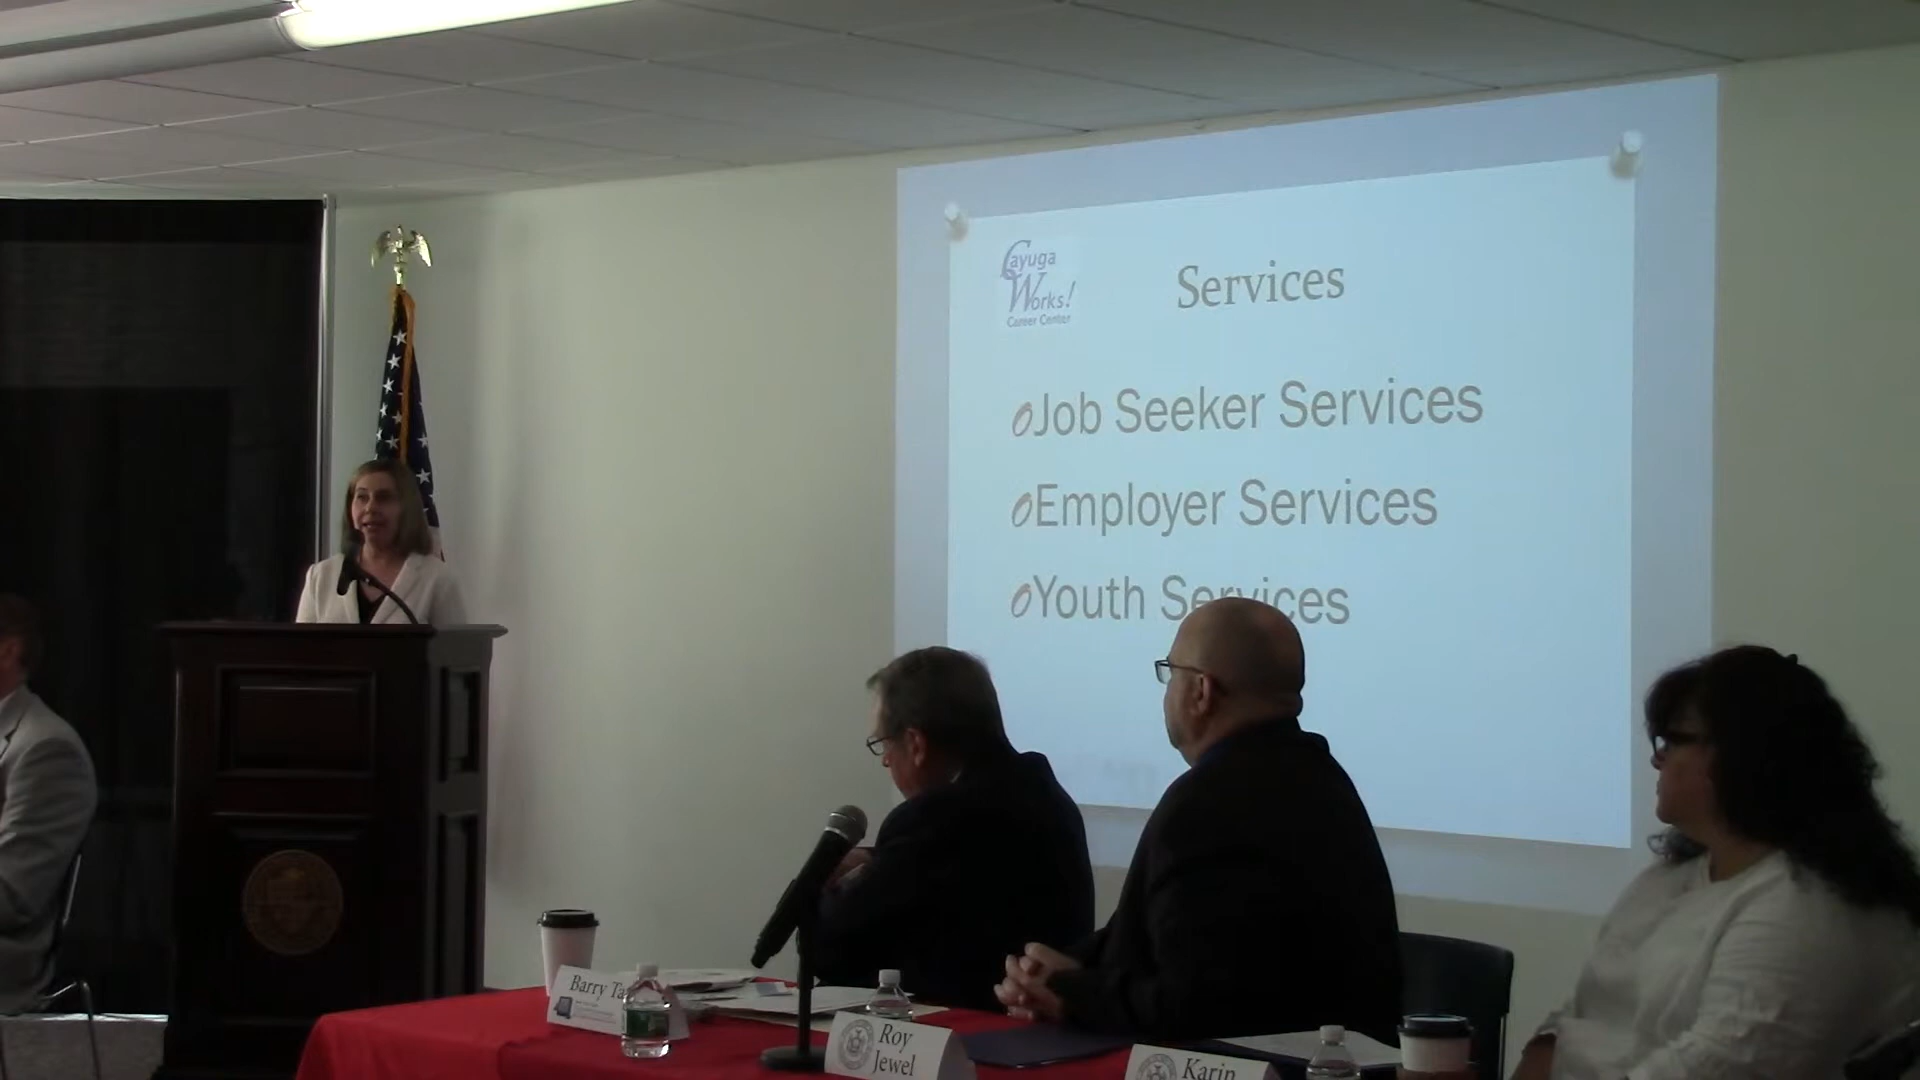 Cayuga
Works!
Career Center
Services
Job Seeker Services
Employer Services
Youth Services
Barry
Roy
Jewel
Karin